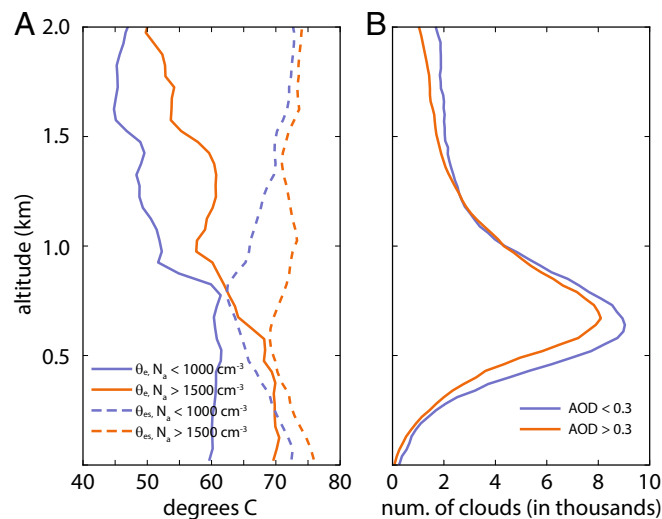 A
B
2.0
1.5
1.0
0.5
altitude (km)
θe, Na < 1000 cm-3
θe, Na > 1500 cm-3
θes, Na < 1000 cm-3
θes, Na > 1500 cm-3
40 50 60 70 80
degrees C
AOD < 0.3
AOD > 0.3
0 2 4 6 8 10
num. of clouds (in thousands)